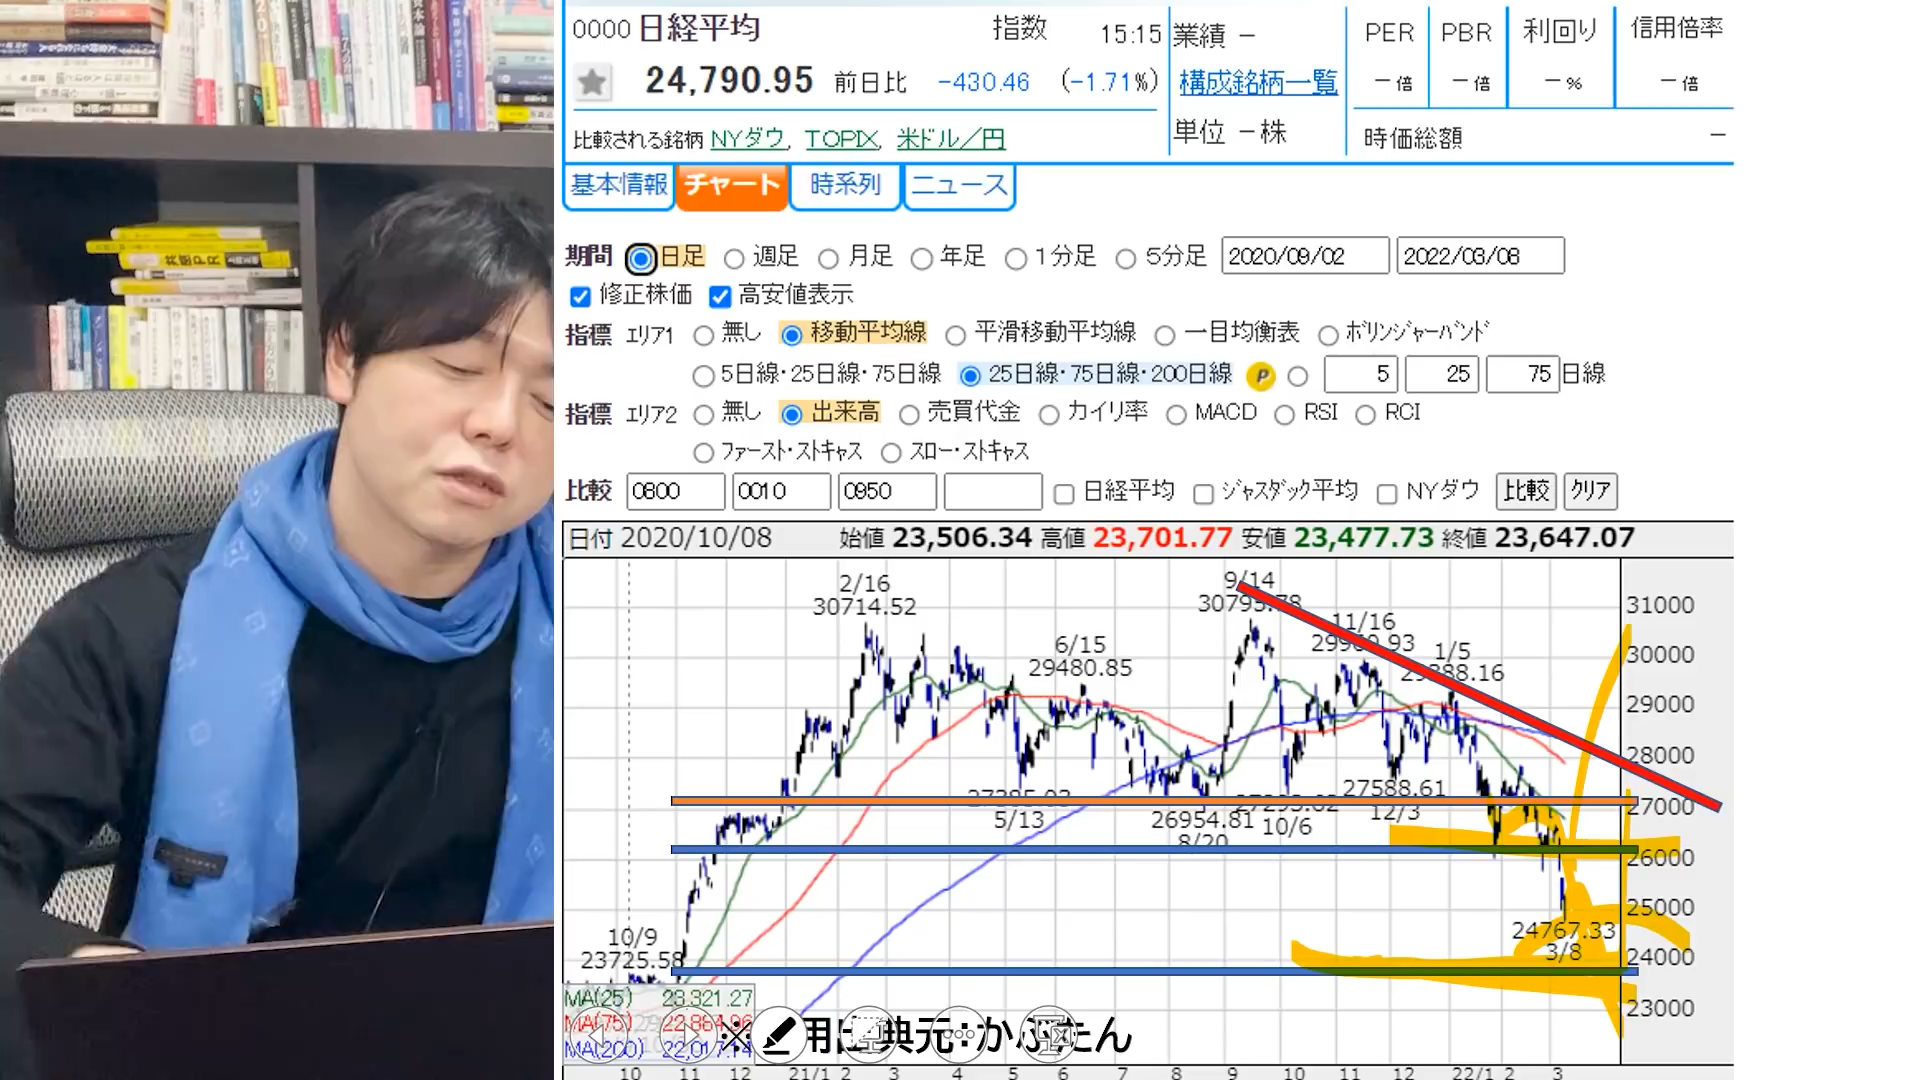 0000 日経平均 指数 15:15
24,790.95 前日比 -430.46 (-1.71%)
比較される銘柄 NYダウ, TOPIX, 米ドル/円
業績 −
構成銘柄一覧
単位 −株
PER PBR 利回り 信用倍率
−倍 −倍 −% −倍
時価総額 −
基本情報 チャート 時系列 ニュース
期間 日足 週足 月足 年足 1分足 5分足 2020/09/02 2022/03/08
修正株価 高安値表示
指標 エリア1 無し 移動平均線 平滑移動平均線 一目均衡表 ボリンジャーバンド
5日線・25日線・75日線 25日線・75日線・200日線 P 5 25 75 日線
指標 エリア2 無し 出来高 売買代金 カイリ率 MACD RSI RCI
ファースト・ストキャス スロー・ストキャス
比較 0800 0010 0950 日経平均 ジャスダック平均 NYダウ 比較 クリア
日付 2020/10/08 始値 23,506.34 高値 23,701.77 安値 23,477.73 終値 23,647.07
2/16
30714.52
6/15
29480.85
9/14
11/16
1/5
5/13
26954.81
8/20
10/6
27588.61
12/3
10/9
23725.58
24767.33
3/8
31000
30000
29000
28000
27000
26000
25000
24000
23000
MA(25) 23,321.27
MA(75) 22,864.96
MA(200) 22,017.14
典元:かぶたん
10 11 12 21/1 2 3 4 5 6 7 8 9 10 11 12 22/1 2 3